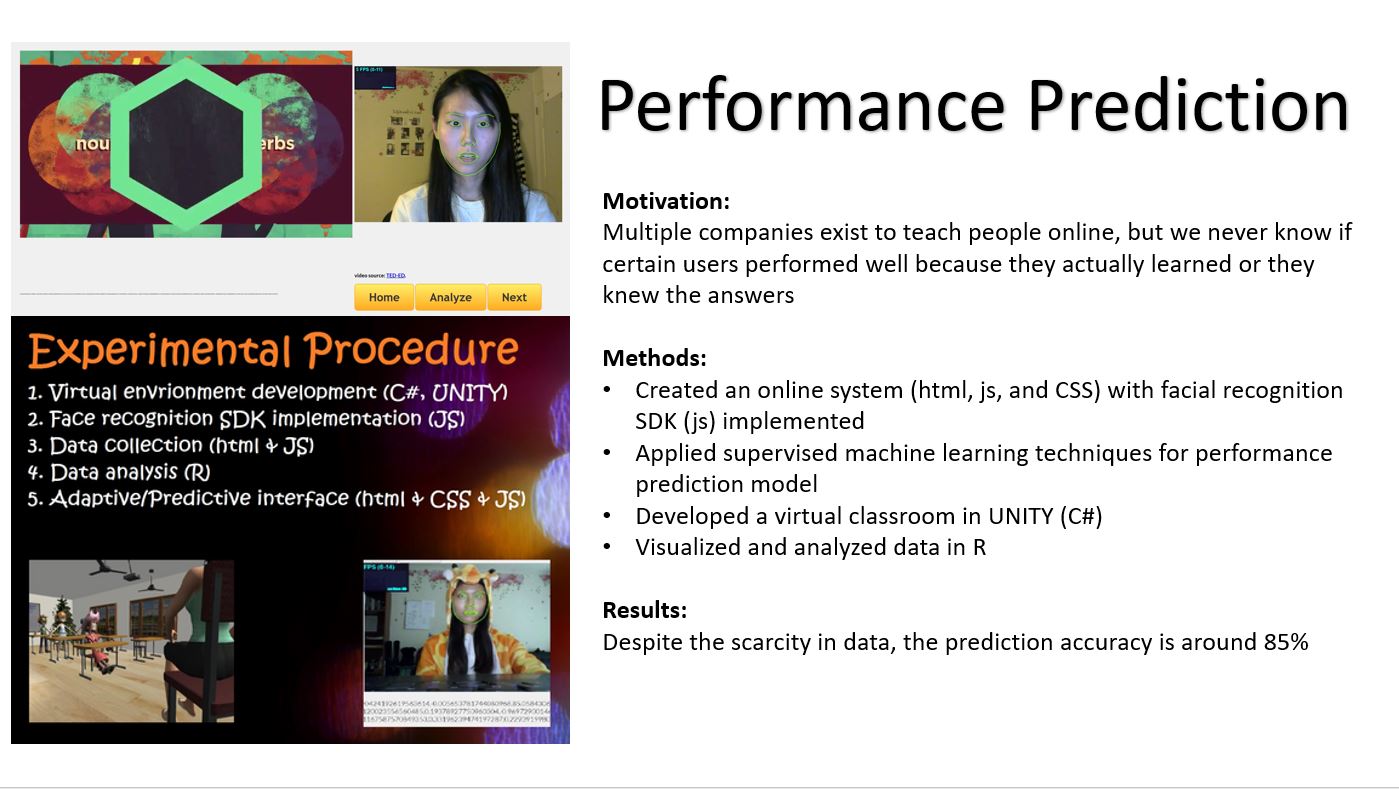 Performance Prediction
Motivation:
Multiple companies exist to teach people online, but we never know if
certain users performed well because they actually learned or they
knew the answers
Methods:
• Created an online system (html, js, and CSS) with facial recognition
SDK (js) implemented
• Applied supervised machine learning techniques for performance
prediction model
• Developed a virtual classroom in UNITY (C#)
• Visualized and analyzed data in R
Results:
Despite the scarcity in data, the prediction accuracy is around 85%
nou
erbs
5 FPS (0-11)
video source: TED-ED.
Home
Analyze
Next
Experimental Procedure
1. Virtual envrionment development (C#, UNITY)
2. Face recognition SDK implementation (JS)
3. Data collection (html & JS)
4. Data analysis (R)
5. Adaptive/Predictive interface (html & CSS & JS)
FPS (6-14)